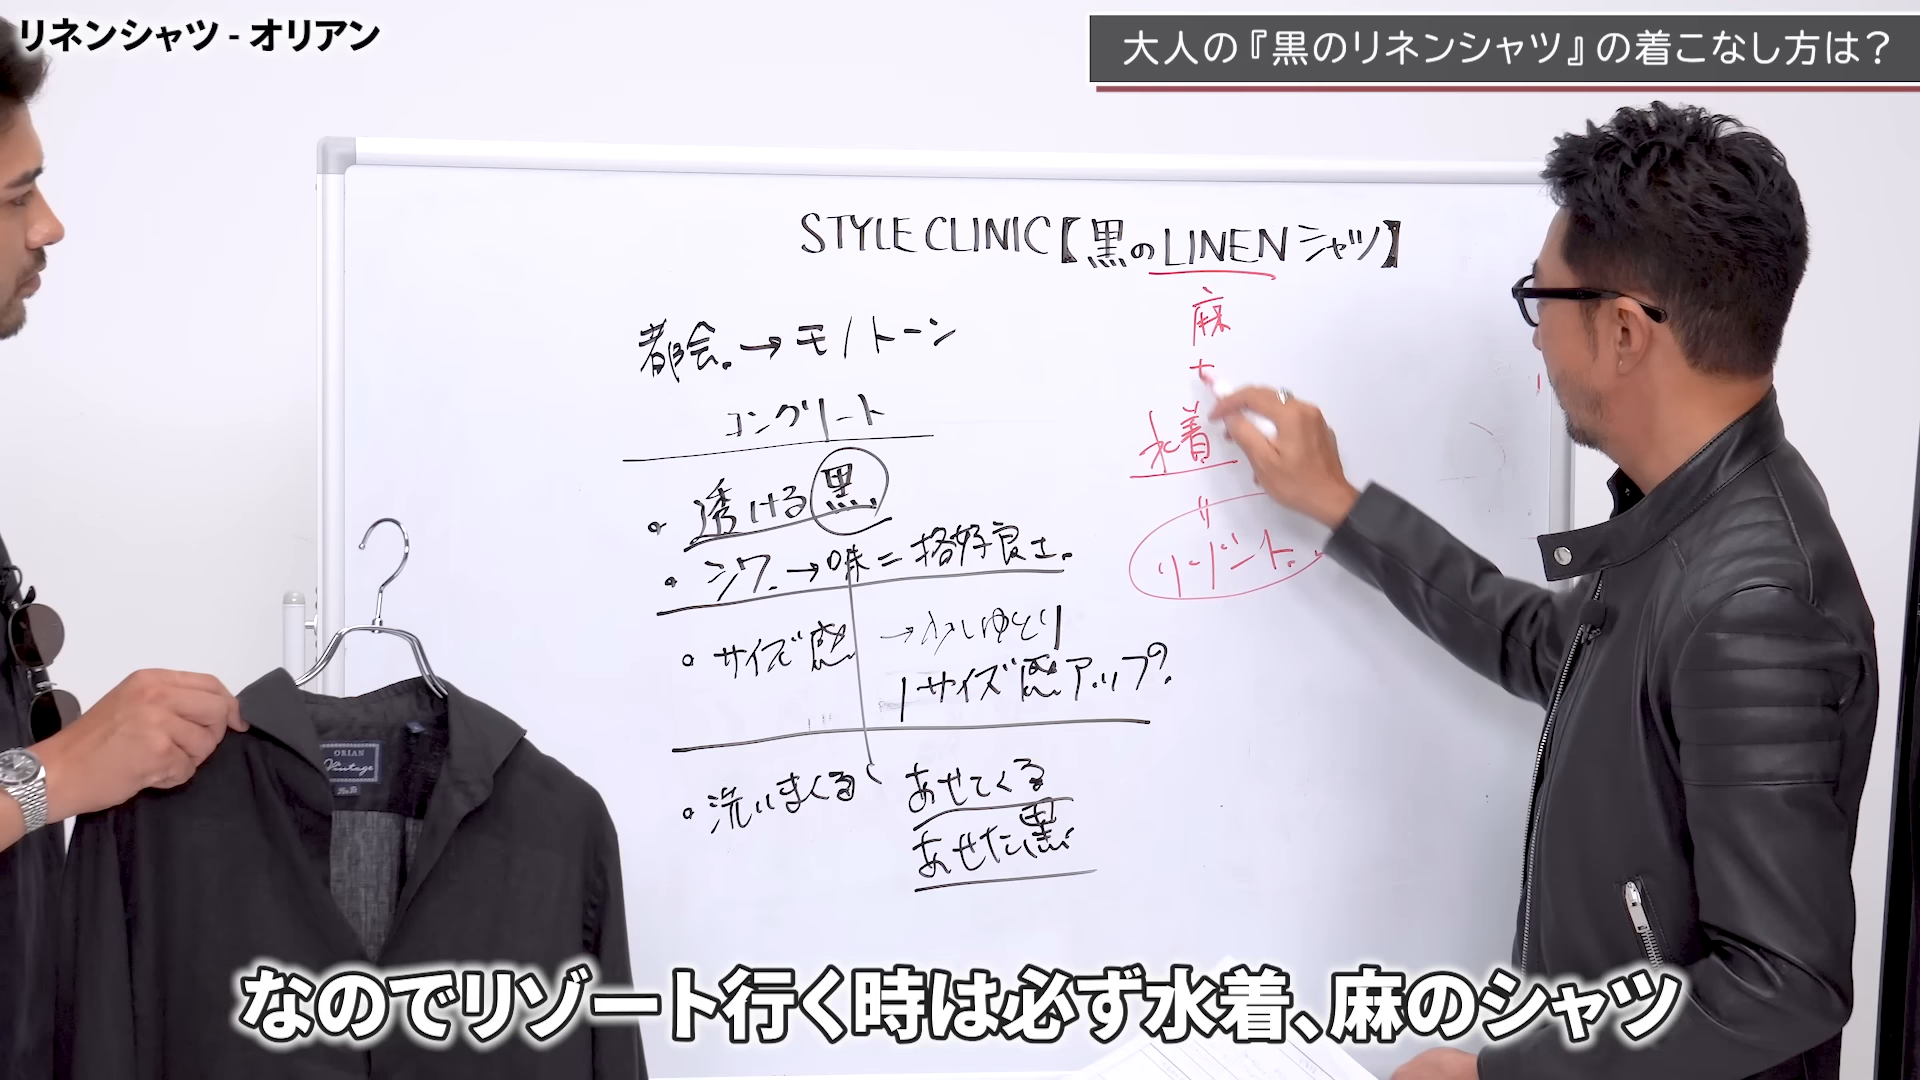 リネンシャツ - オリアン
大人の『黒のリネンシャツ』の着こなし方は？
STYLE CLINIC【黒のLINENシャツ】
麻
+
水着
〃
リゾート。
都会。→モノトーン
コンクリート
・透ける黒。
・シワ。→味=格好良さ。
・サイズ感 →少しゆとり
1サイズ感アップ?
・洗いまくる あせてくる
あせた黒。
ORIAN
Vintage
なのでリゾート行く時は必ず水着､麻のシャツ